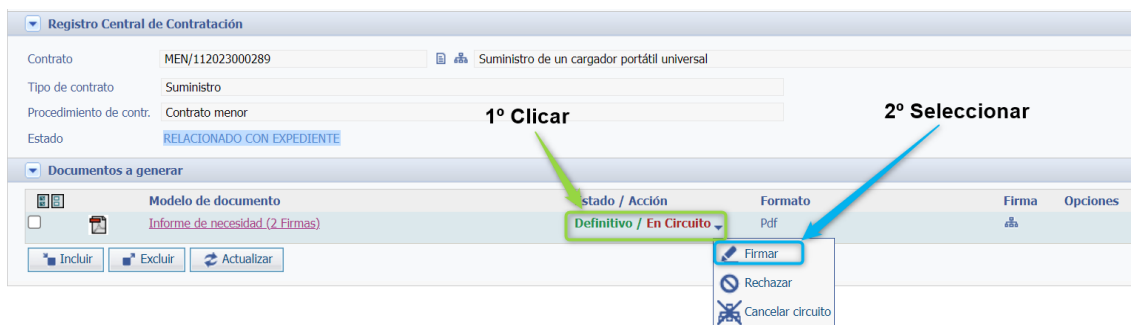 Registro Central de Contratación
Contrato MEN/112023000289 Suministro de un cargador portátil universal
Tipo de contrato Suministro
Procedimiento de contr. Contrato menor
1º Clicar 2º Seleccionar
Estado RELACIONADO CON EXPEDIENTE
Documentos a generar
Modelo de documento stado / Acción Formato Firma Opciones
Informe de necesidad (2 Firmas) Definitivo / En Circuito Pdf
Incluir Excluir Actualizar Firmar
Rechazar
Cancelar circuito